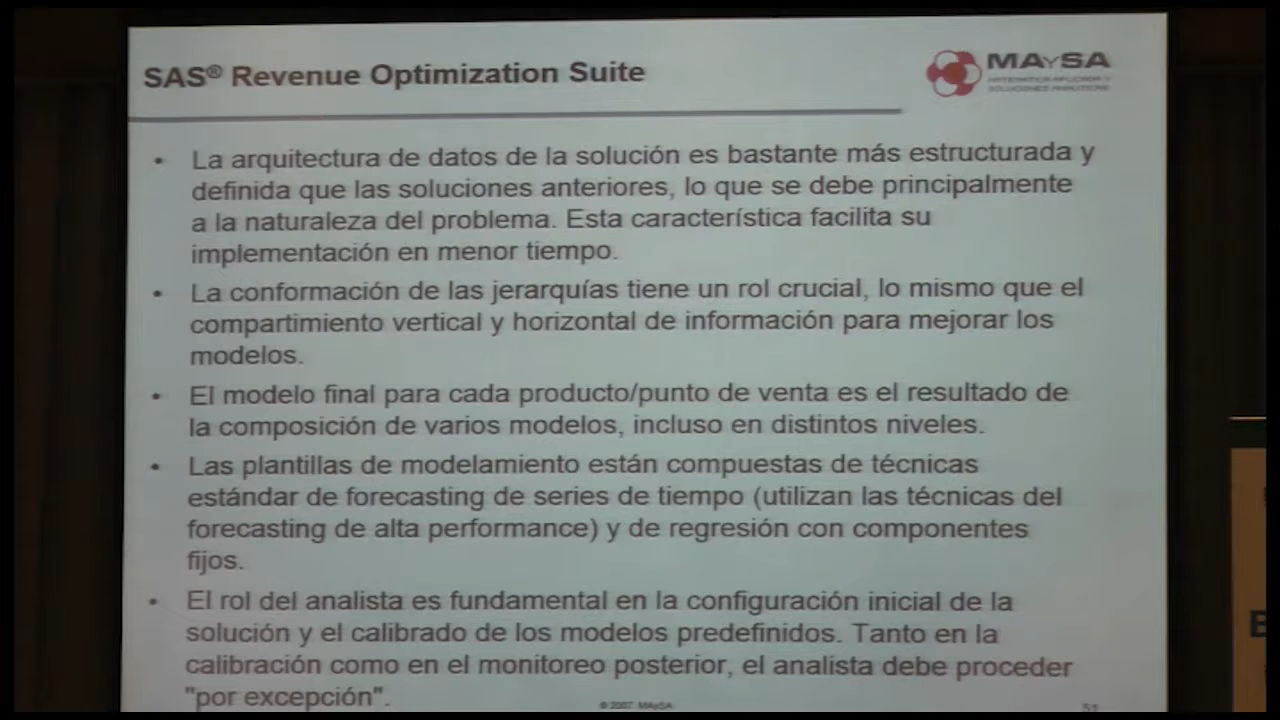 SAS® Revenue Optimization Suite
MAySA
• La arquitectura de datos de la solución es bastante más estructurada y
definida que las soluciones anteriores, lo que se debe principalmente
a la naturaleza del problema. Esta característica facilita su
implementación en menor tiempo.
• La conformación de las jerarquías tiene un rol crucial, lo mismo que el
compartimiento vertical y horizontal de información para mejorar los
modelos.
• El modelo final para cada producto/punto de venta es el resultado de
la composición de varios modelos, incluso en distintos niveles.
• Las plantillas de modelamiento están compuestas de técnicas
estándar de forecasting de series de tiempo (utilizan las técnicas del
forecasting de alta performance) y de regresión con componentes
fijos.
• El rol del analista es fundamental en la configuración inicial de la
solución y el calibrado de los modelos predefinidos. Tanto en la
calibración como en el monitoreo posterior, el analista debe proceder
"por excepción".
© 2007 MAySA